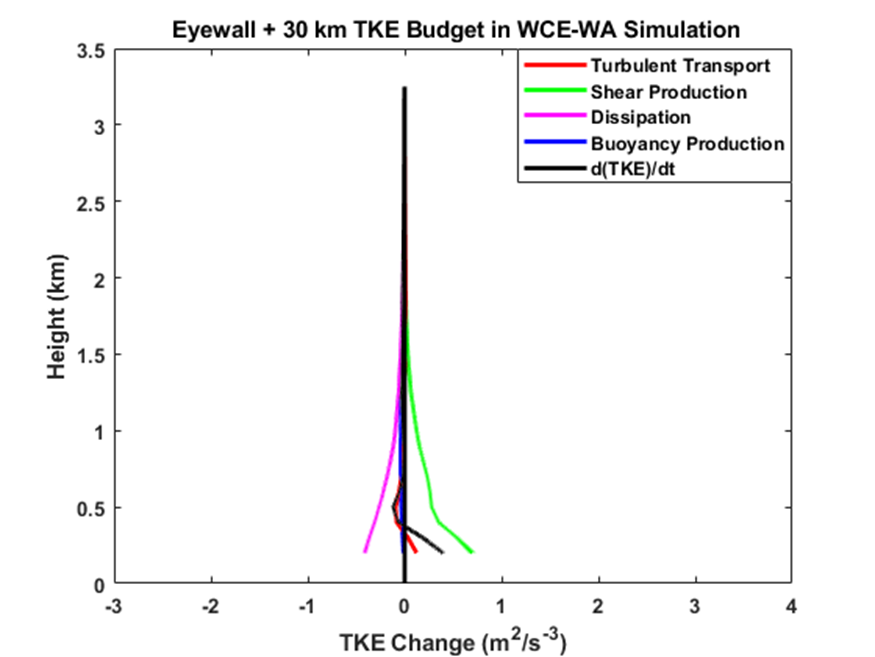 Eyewall + 30 km TKE Budget in WCE-WA Simulation
3.5
3
2.5
2
1.5
1
0.5
0
Height (km)
Turbulent Transport
Shear Production
Dissipation
Buoyancy Production
d(TKE)/dt
-3 -2 -1 0 1 2 3 4
TKE Change (m²/s⁻³)